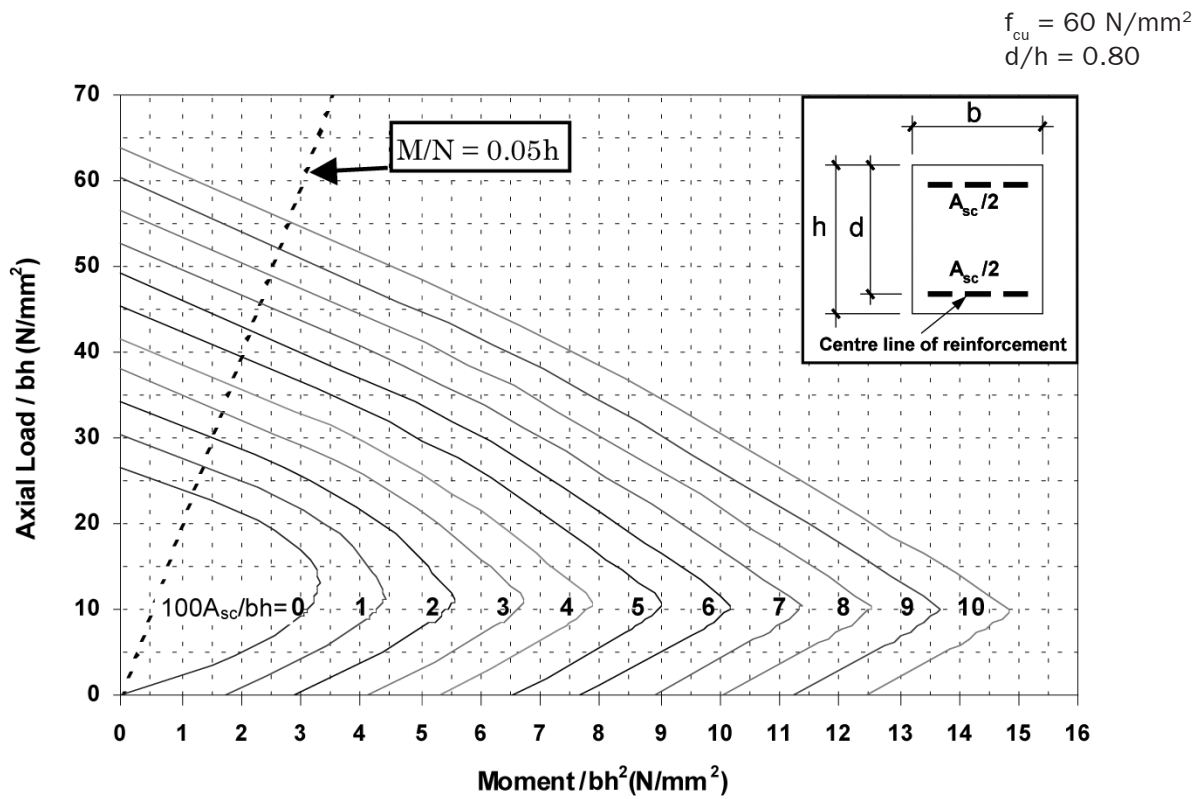 f_cu = 60 N/mm²
d/h = 0.80
70
60
50
40
30
20
10
0
Axial Load / bh (N/mm²)
M/N = 0.05h
b
h
d
A_sc/2
A_sc/2
Centre line of reinforcement
100A_sc/bh= 0 1 2 3 4 5 6 7 8 9 10
0 1 2 3 4 5 6 7 8 9 10 11 12 13 14 15 16
Moment/bh²(N/mm²)